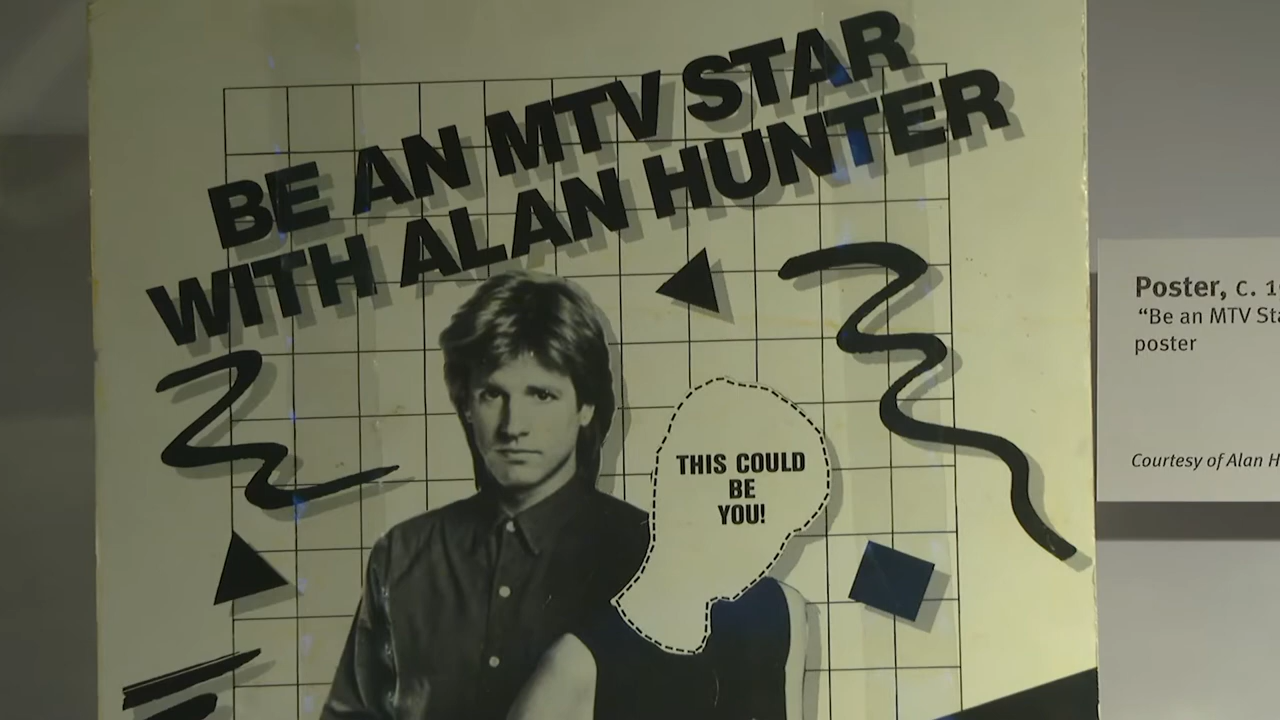 BE AN MTV STAR
WITH ALAN HUNTER
THIS COULD
BE
YOU!
Poster, c.
“Be an MTV
poster
Courtesy of Alan